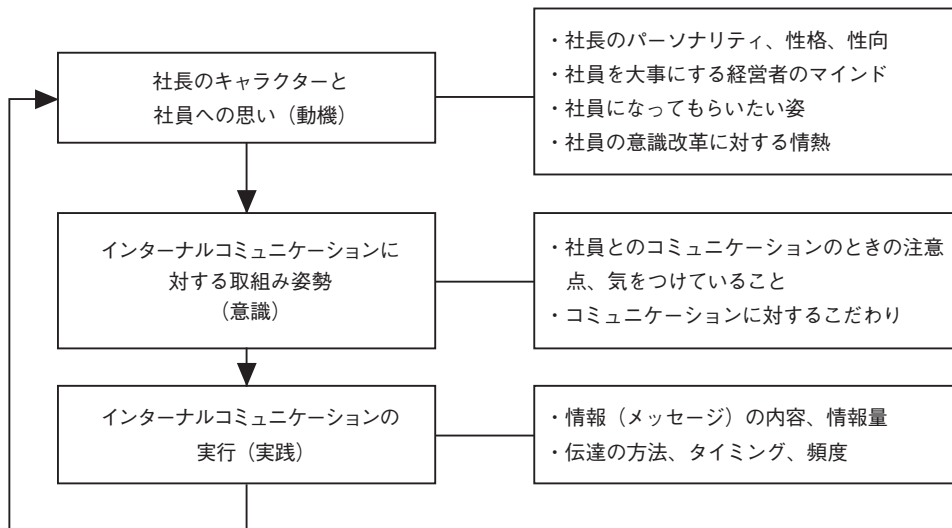 社長のキャラクターと
社員への思い（動機）
・社長のパーソナリティ、性格、性向
・社員を大事にする経営者のマインド
・社員になってもらいたい姿
・社員の意識改革に対する情熱
インターナルコミュニケーションに
対する取組み姿勢
（意識）
・社員とのコミュニケーションのときの注意
点、気をつけていること
・コミュニケーションに対するこだわり
インターナルコミュニケーションの
実行（実践）
・情報（メッセージ）の内容、情報量
・伝達の方法、タイミング、頻度